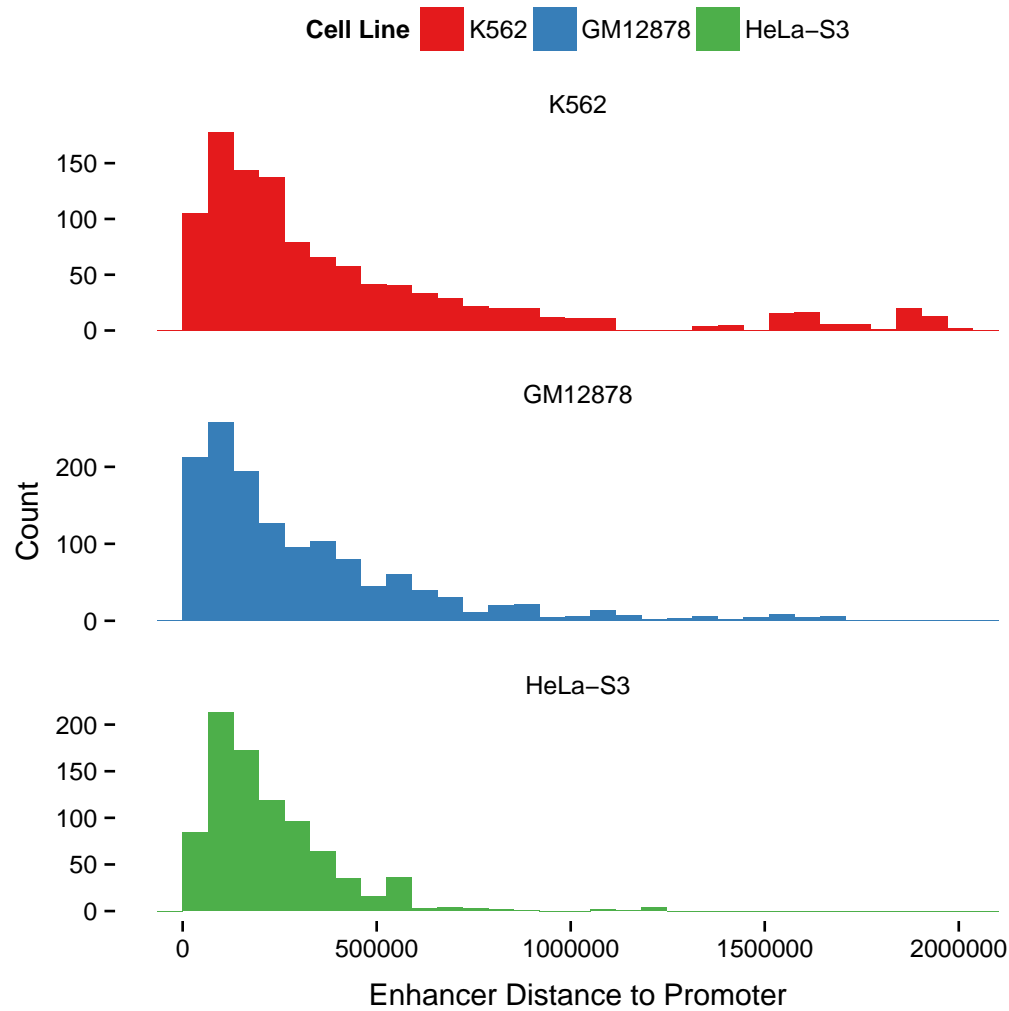 Cell Line K562 GM12878 HeLa−S3
K562
150
100
50
0
GM12878
200
100
0
Count
HeLa−S3
200
150
100
50
0
0 500000 1000000 1500000 2000000
Enhancer Distance to Promoter